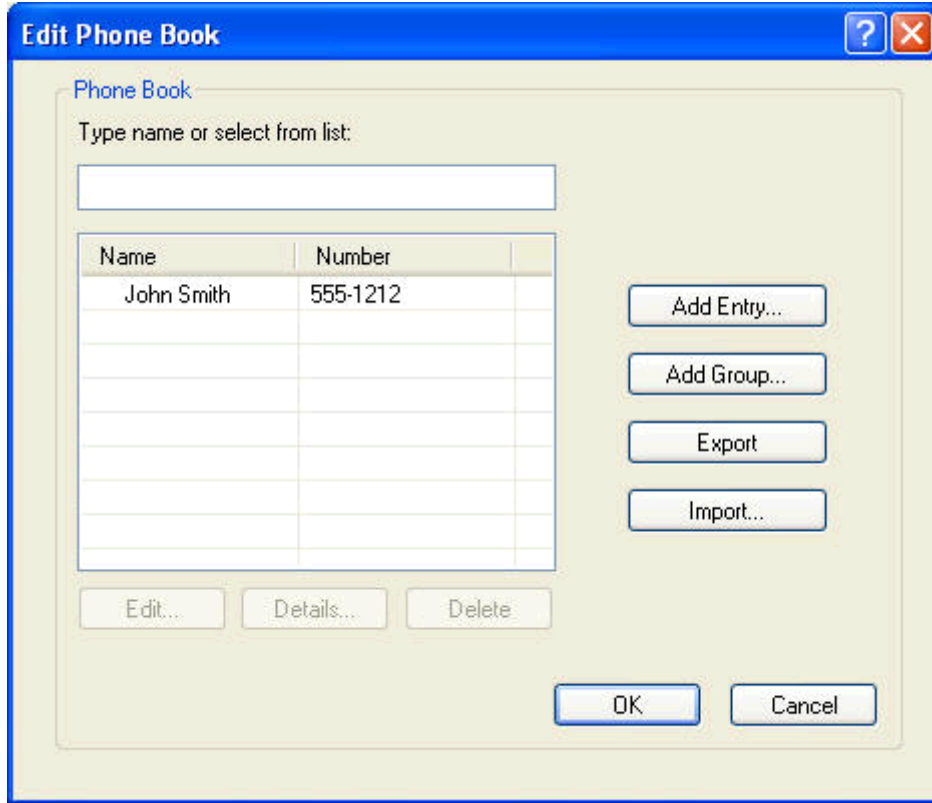 Edit Phone Book
Phone Book
Type name or select from list:
Name Number
John Smith 555-1212
Add Entry...
Add Group...
Export
Import...
Edit... Details... Delete
OK Cancel